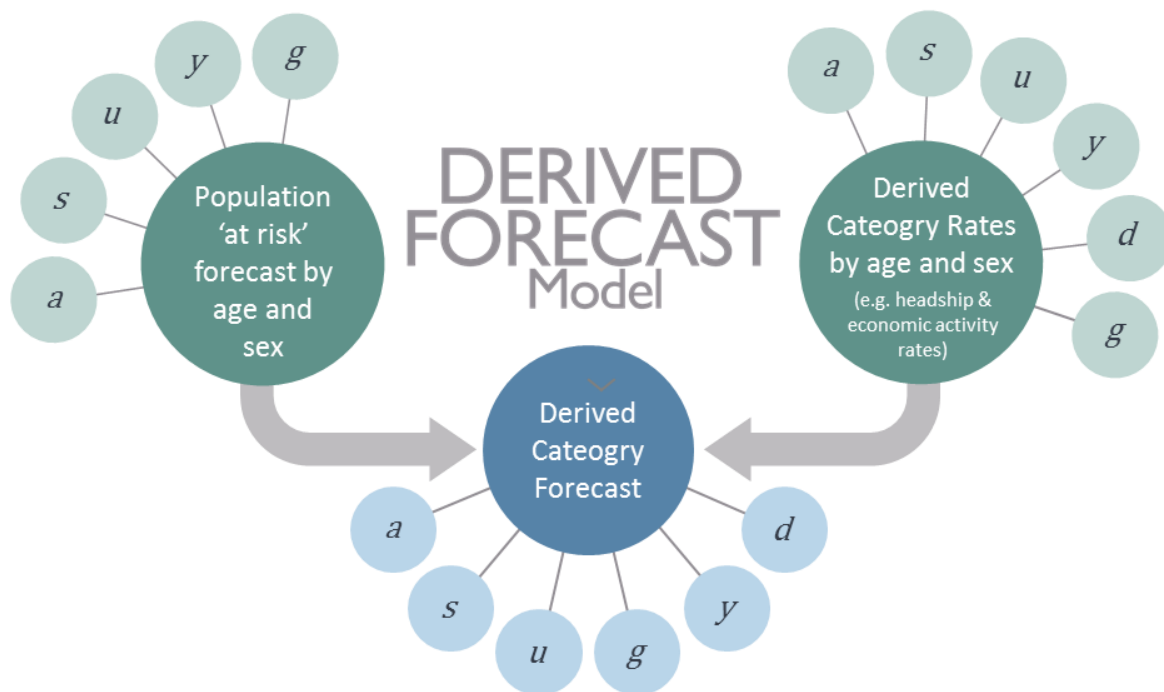 g
y
u
s
a
Population
‘at risk’
forecast by
age and
sex
DERIVED
FORECAST
Model
a
s
u
y
d
g
Derived
Cateogry Rates
by age and sex
(e.g. headship &
economic activity
rates)
Derived
Cateogry
Forecast
a
s
u
g
y
d